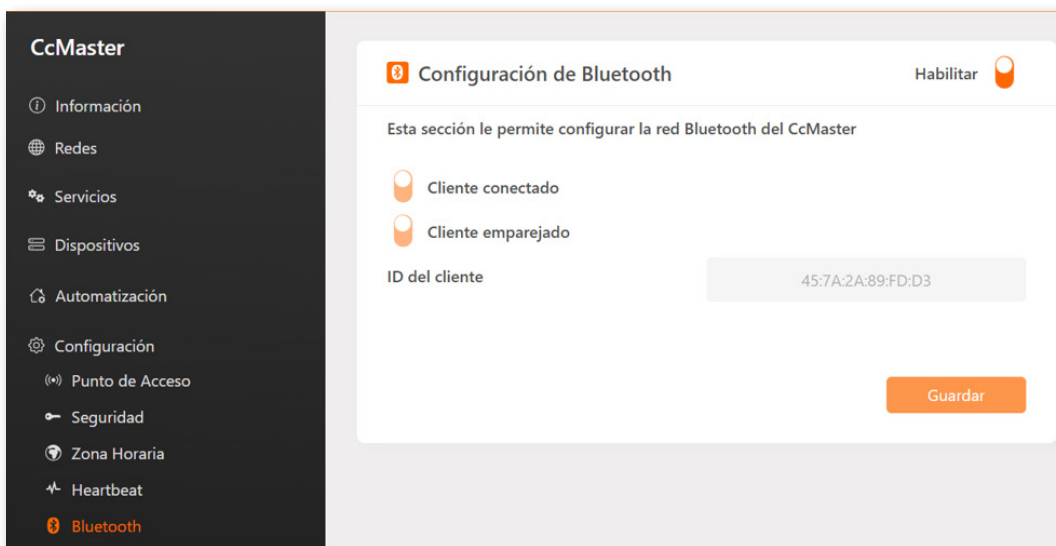 CcMaster
Información
Redes
Servicios
Dispositivos
Automatización
Configuración
Punto de Acceso
Seguridad
Zona Horaria
Heartbeat
Bluetooth
Configuración de Bluetooth
Habilitar
Esta sección le permite configurar la red Bluetooth del CcMaster
Cliente conectado
Cliente emparejado
ID del cliente
45:7A:2A:89:FD:D3
Guardar